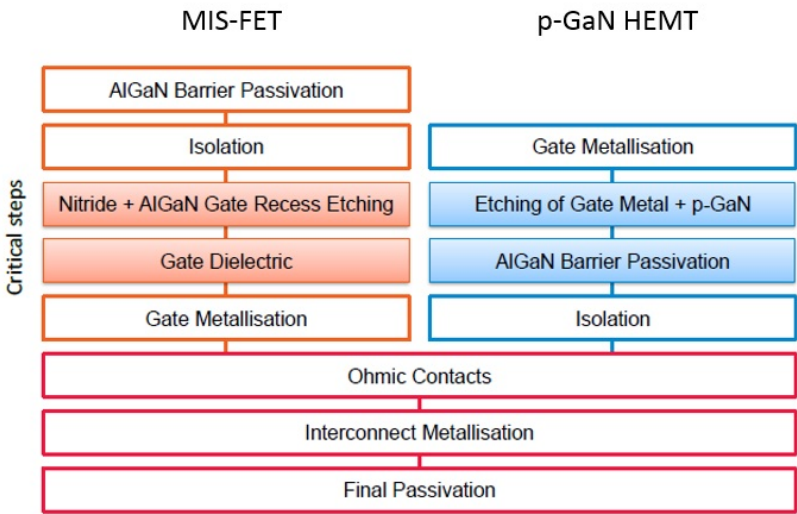 MIS-FET
p-GaN HEMT
AlGaN Barrier Passivation
Isolation
Gate Metallisation
Critical steps
Nitride + AlGaN Gate Recess Etching
Etching of Gate Metal + p-GaN
Gate Dielectric
AlGaN Barrier Passivation
Gate Metallisation
Isolation
Ohmic Contacts
Interconnect Metallisation
Final Passivation